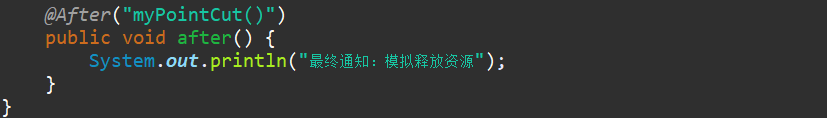 @After("myPointCut()")
public void after() {
System.out.println("最终通知：模拟释放资源");
}
}